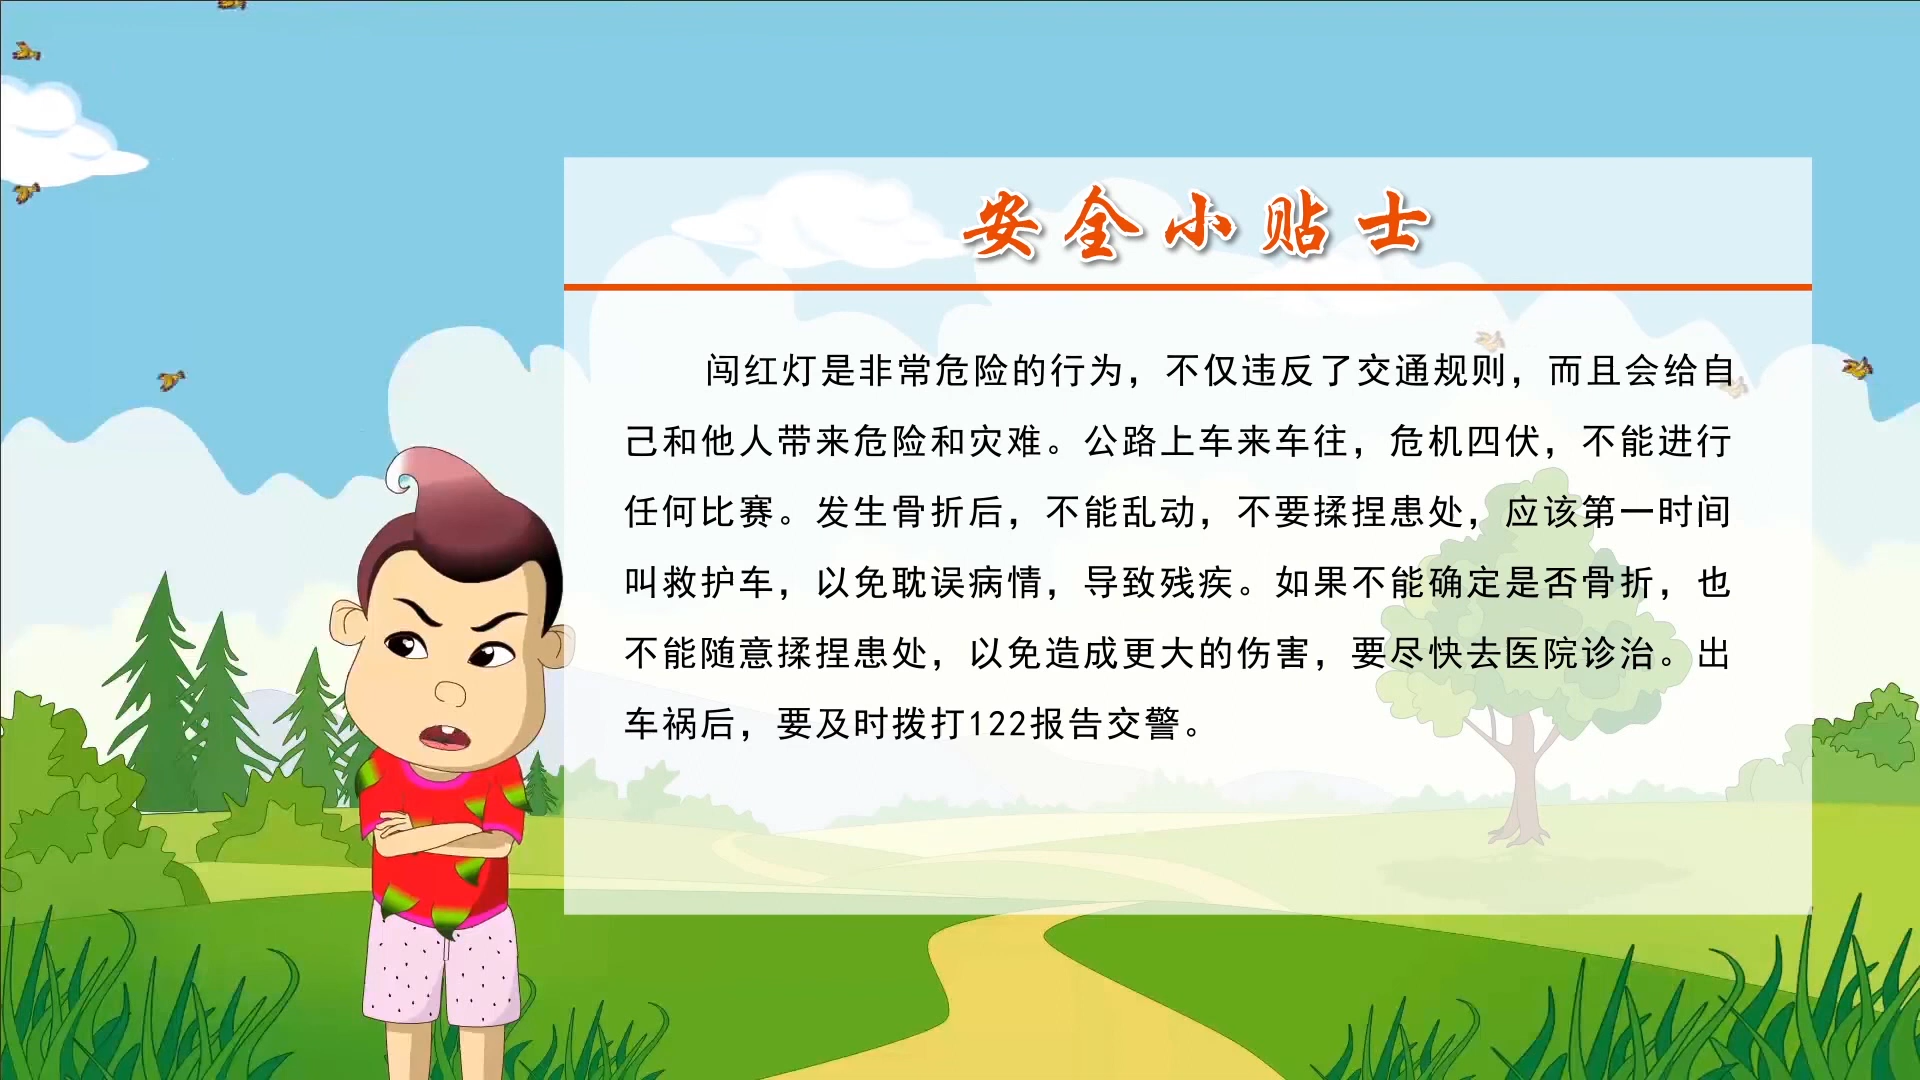 安全小贴士
闯红灯是非常危险的行为，不仅违反了交通规则，而且会给自
己和他人带来危险和灾难。公路上车来车往，危机四伏，不能进行
任何比赛。发生骨折后，不能乱动，不要揉捏患处，应该第一时间
叫救护车，以免耽误病情，导致残疾。如果不能确定是否骨折，也
不能随意揉捏患处，以免造成更大的伤害，要尽快去医院诊治。出
车祸后，要及时拨打122报告交警。